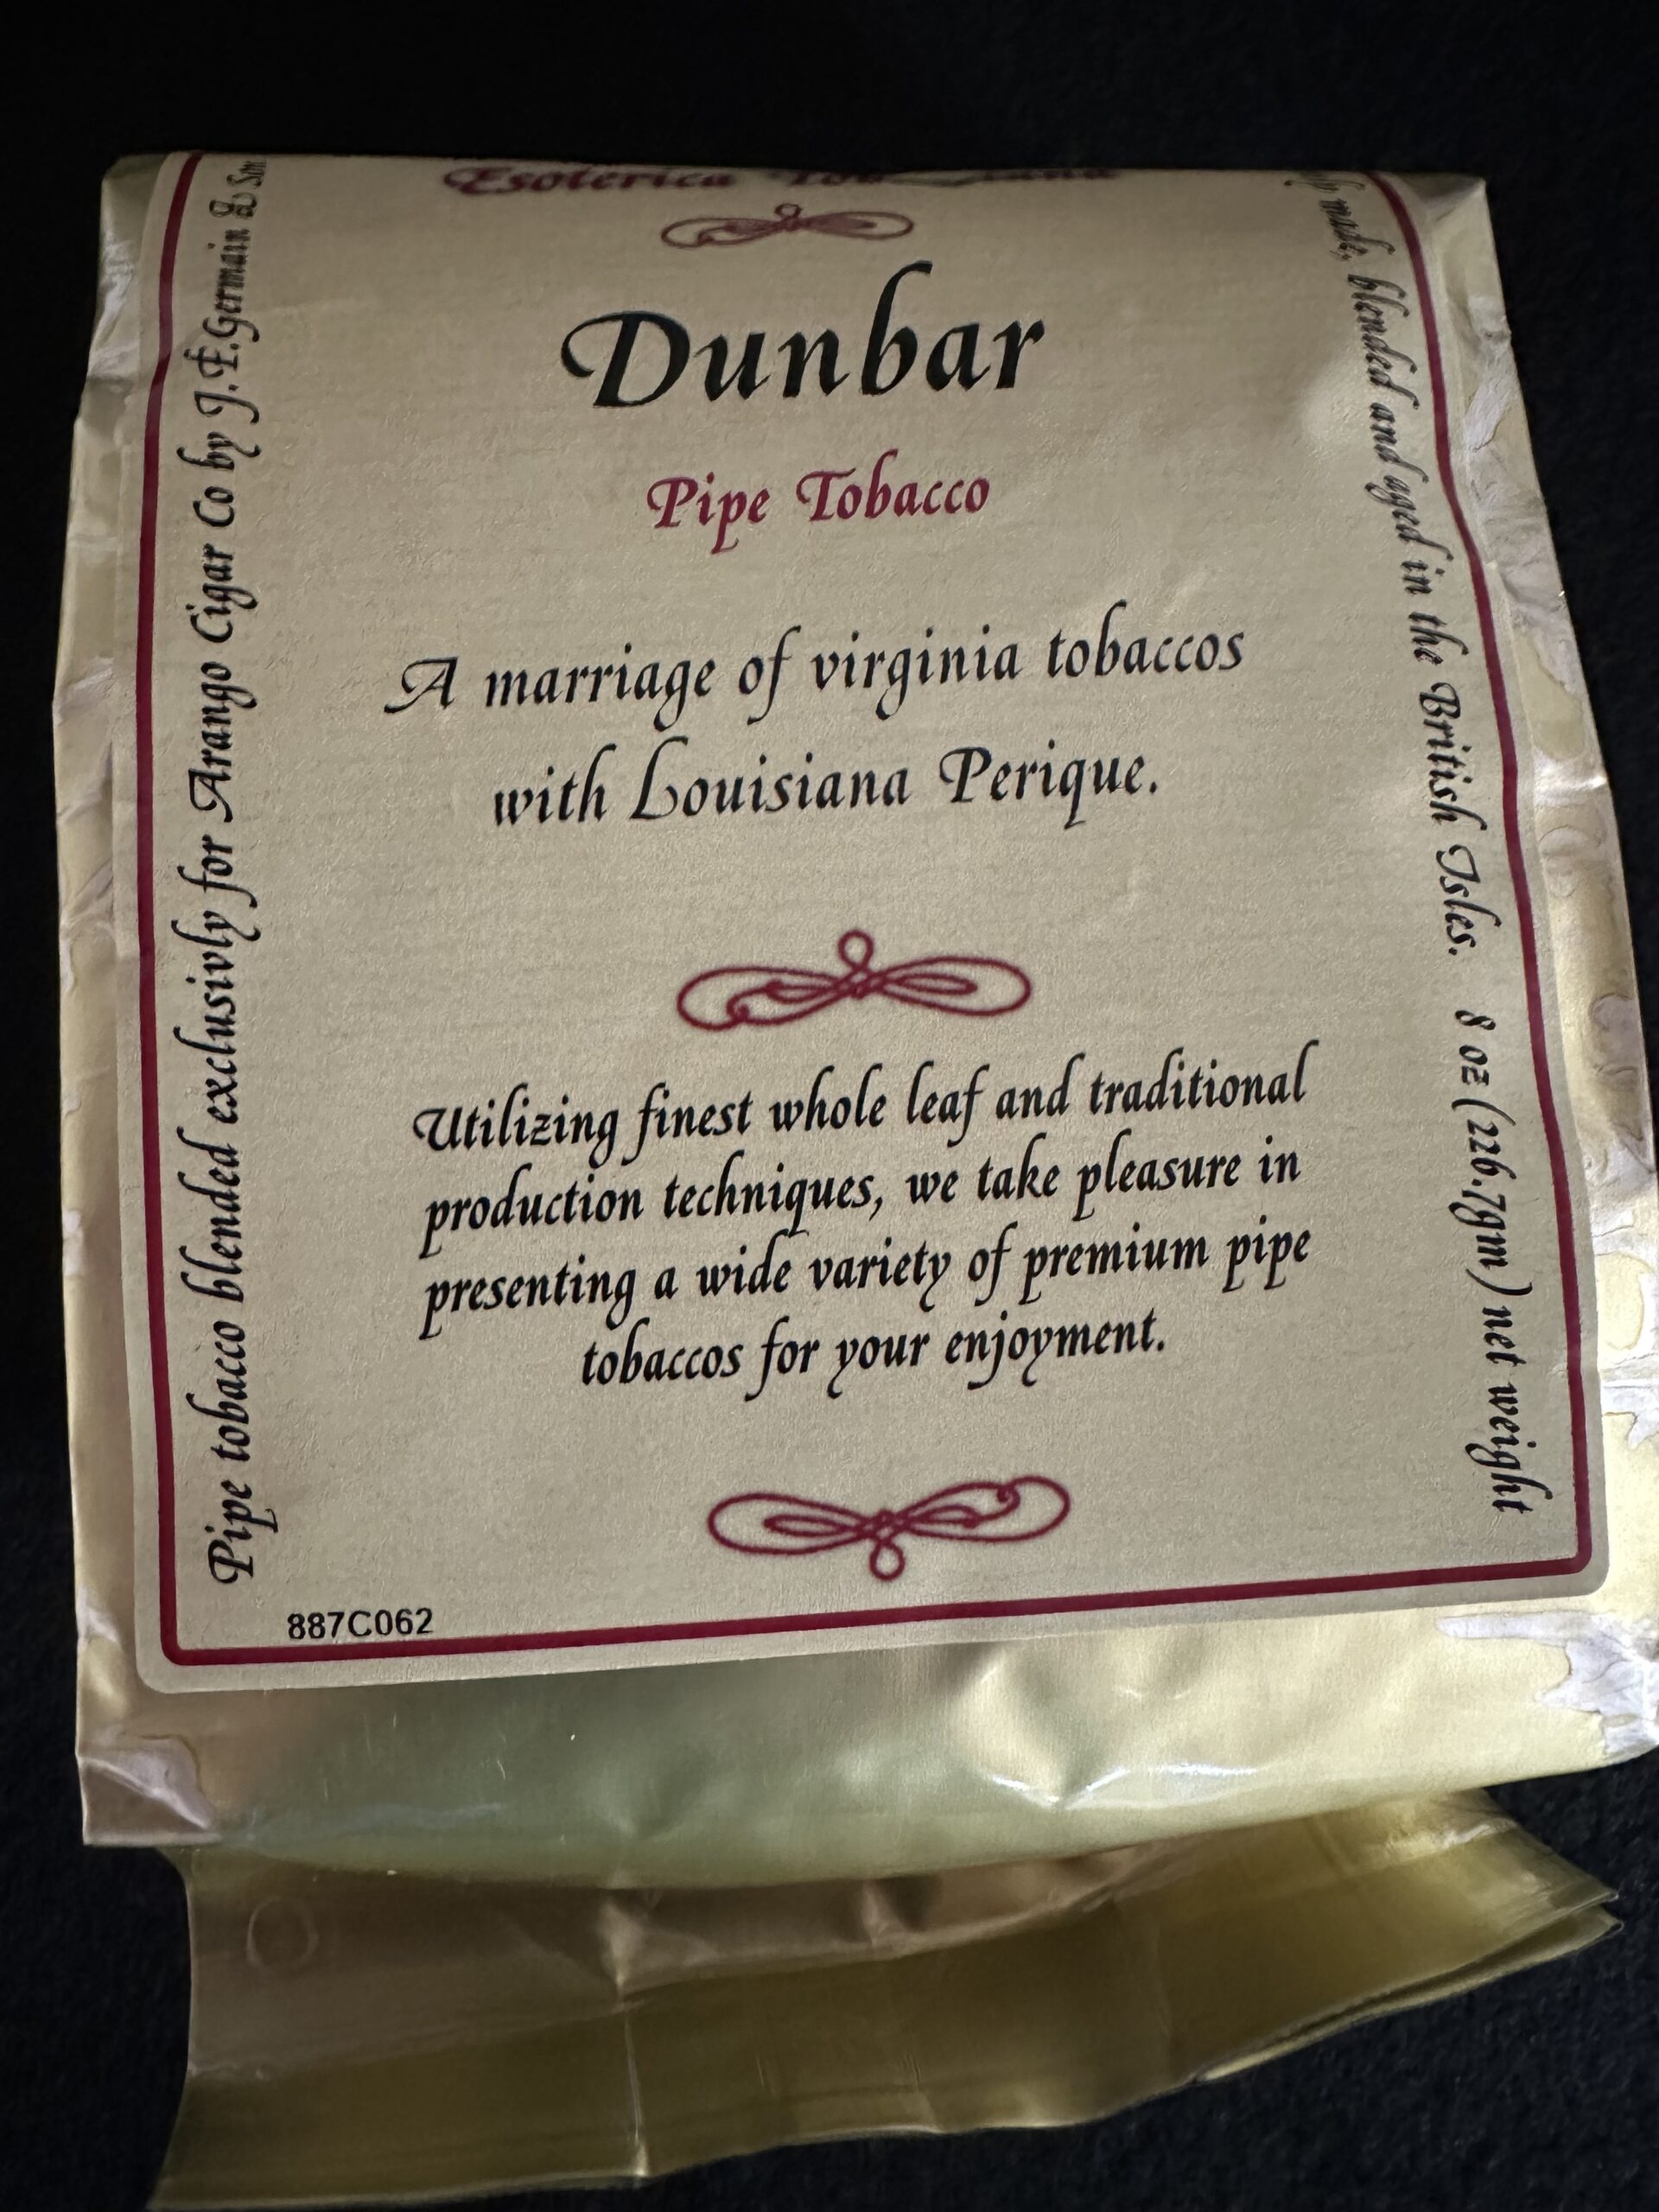 Esoterica
Dunbar
Pipe Tobacco
A marriage of virginia tobaccos
with Louisiana Perique.
Utilizing finest whole leaf and traditional
production techniques, we take pleasure in
presenting a wide variety of premium pipe
tobaccos for your enjoyment.
Pipe tobacco blended exclusivly for Arango Cigar Co by J.F.Germain & Son
made, blended and aged in the British Isles. 8 oz (226.7gm) net weight
887C062